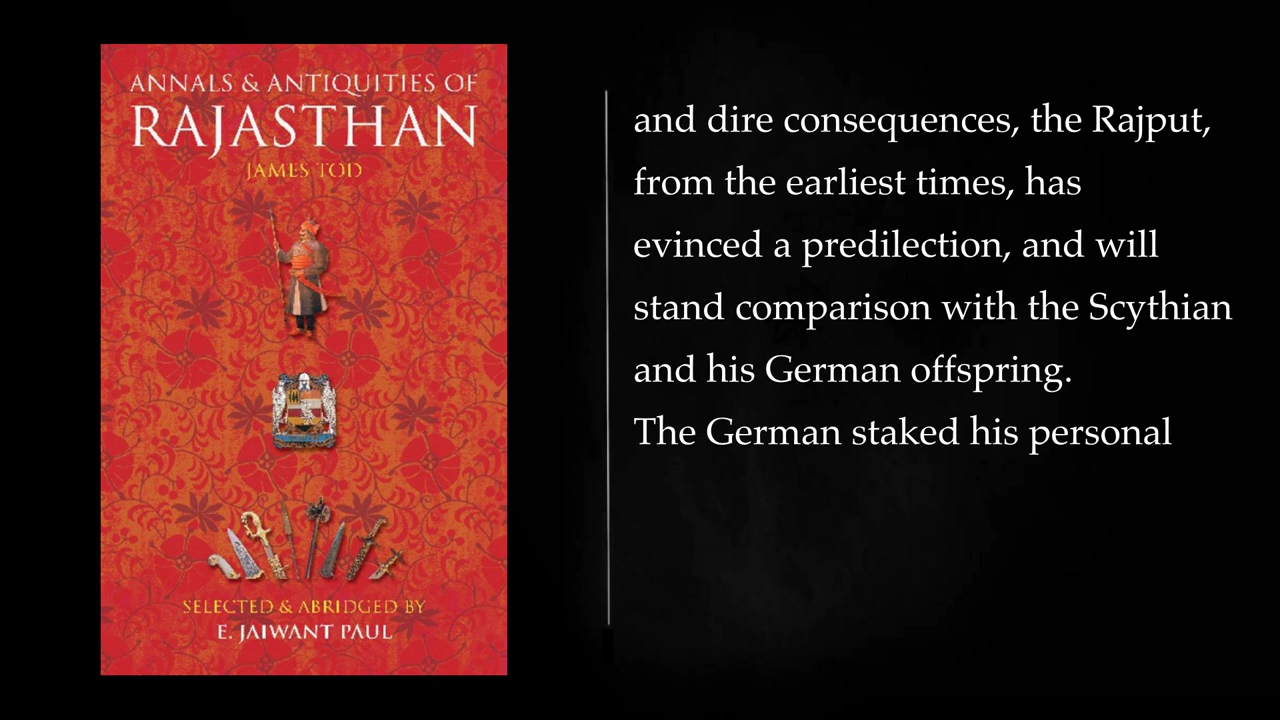 ANNALS & ANTIQUITIES OF
RAJASTHAN
JAMES TOD
SELECTED & ABRIDGED BY
E. JAIWANT PAUL
and dire consequences, the Rajput,
from the earliest times, has
evinced a predilection, and will
stand comparison with the Scythian
and his German offspring.
The German staked his personal